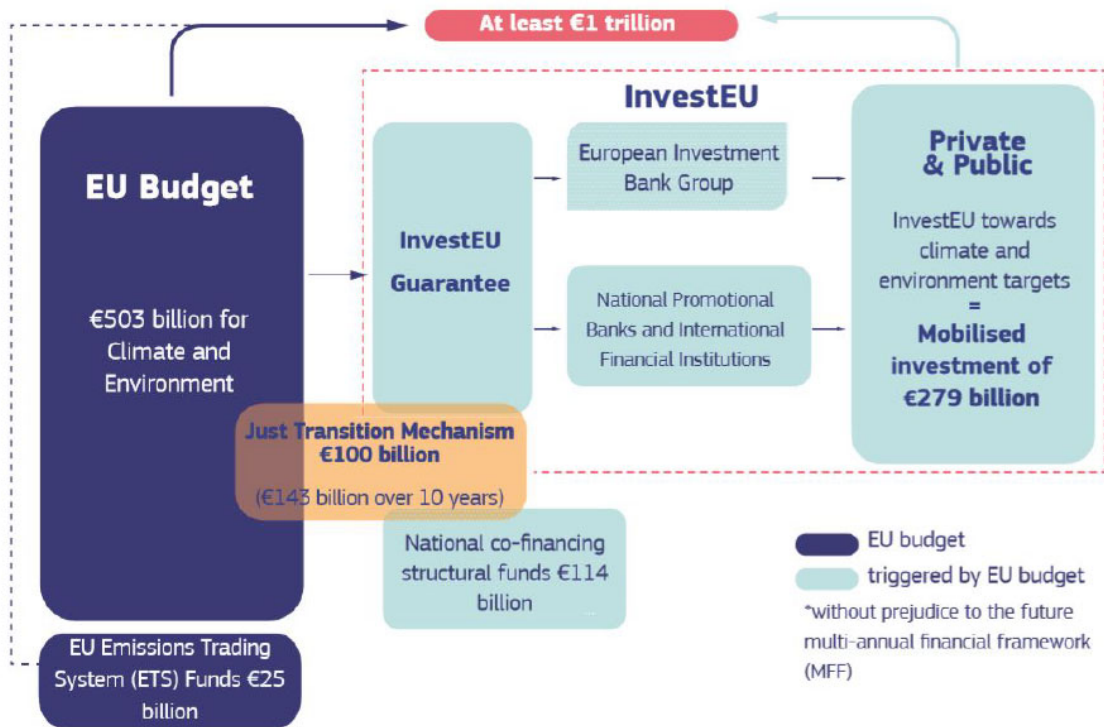 At least €1 trillion
EU Budget
€503 billion for
Climate and
Environment
InvestEU
InvestEU
Guarantee
European Investment
Bank Group
National Promotional
Banks and International
Financial Institutions
Private
& Public
InvestEU towards
climate and
environment targets
=
Mobilised
investment of
€279 billion
Just Transition Mechanism
€100 billion
(€143 billion over 10 years)
National co-financing
structural funds €114
billion
EU Emissions Trading
System (ETS) Funds €25
billion
EU budget
triggered by EU budget
*without prejudice to the future
multi-annual financial framework
(MFF)